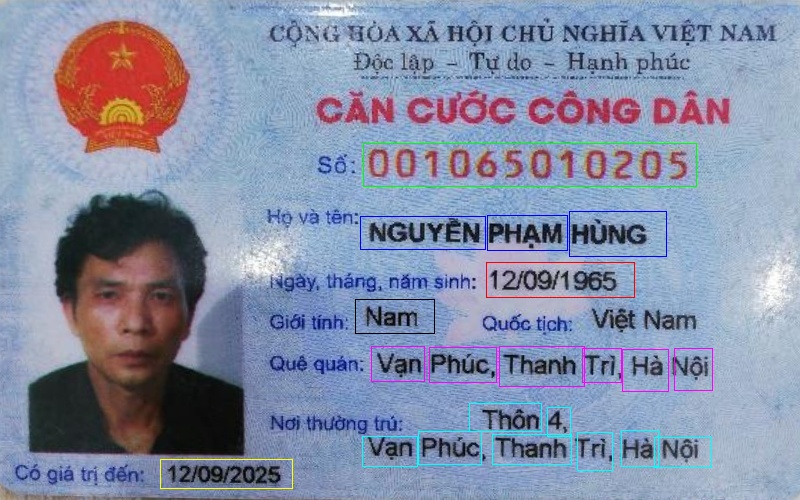 CỘNG HÒA XÃ HỘI CHỦ NGHĨA VIỆT NAM
Độc lập - Tự do - Hạnh phúc
CĂN CƯỚC CÔNG DÂN
Số: 001065010205
Họ và tên: NGUYỄN PHẠM HÙNG
Ngày, tháng, năm sinh: 12/09/1965
Giới tính: Nam Quốc tịch: Việt Nam
Quê quán: Vạn Phúc, Thanh Trì, Hà Nội
Nơi thường trú: Thôn 4,
Vạn Phúc, Thanh Trì, Hà Nội
Có giá trị đến: 12/09/2025